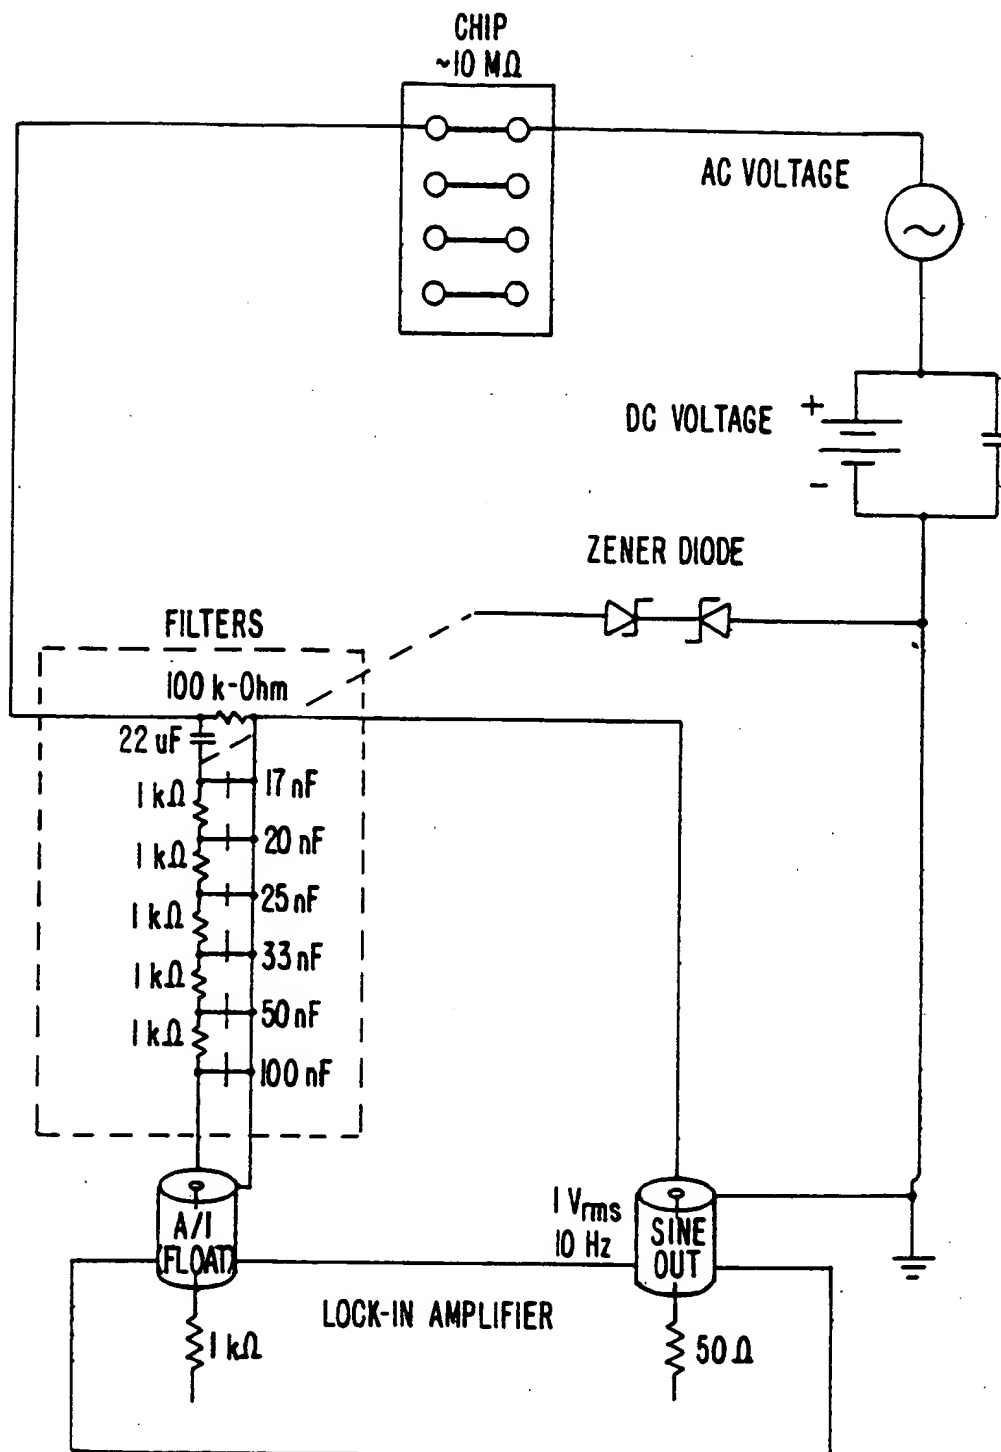 CHIP
~10 MΩ
AC VOLTAGE
DC VOLTAGE
+
-
ZENER DIODE
FILTERS
100 k-Ohm
22 uF
1 kΩ
17 nF
1 kΩ
20 nF
1 kΩ
25 nF
1 kΩ
33 nF
1 kΩ
50 nF
100 nF
A/I
(FLOAT)
1 Vrms
10 Hz
SINE
OUT
LOCK-IN AMPLIFIER
1 kΩ
50 Ω